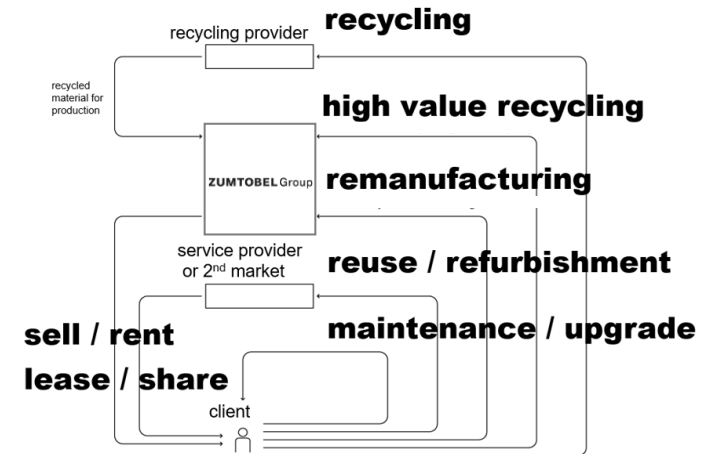 recycling
recycling provider
recycled
material for
production
high value recycling
ZUMTOBEL Group
remanufacturing
service provider
or 2nd market
reuse / refurbishment
sell / rent
maintenance / upgrade
lease / share
client